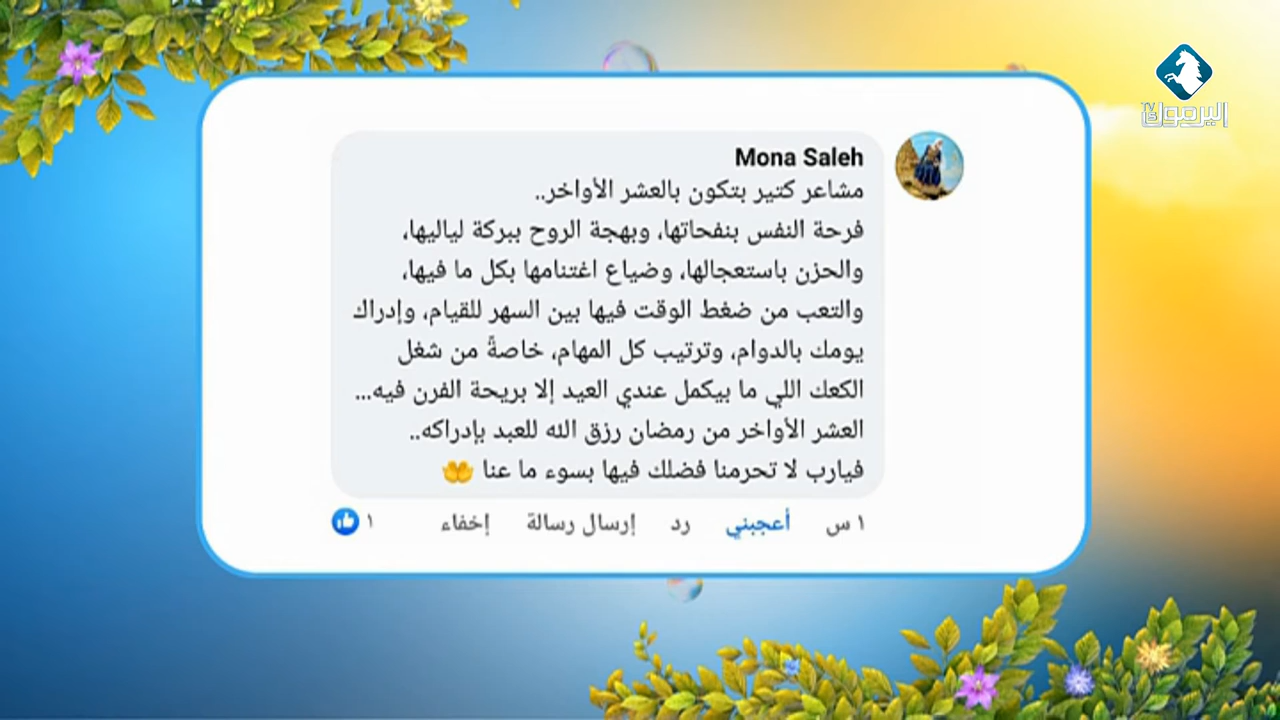 اليرموك
TV
Mona Saleh
مشاعر كتير بتكون بالعشر الأواخر..
فرحة النفس بنفحاتها، وبهجة الروح ببركة لياليها،
والحزن باستعجالها، وضياع اغتنامها بكل ما فيها،
والتعب من ضغط الوقت فيها بين السهر للقيام، وإدراك
يومك بالدوام، وترتيب كل المهام، خاصةً من شغل
الكعك اللي ما بيكمل عندي العيد إلا بريحة الفرن فيه...
العشر الأواخر من رمضان رزق الله للعبد بإدراكه..
فيارب لا تحرمنا فضلك فيها بسوء ما عنا 🤲
١ س أعجبني رد إرسال رسالة إخفاء ١